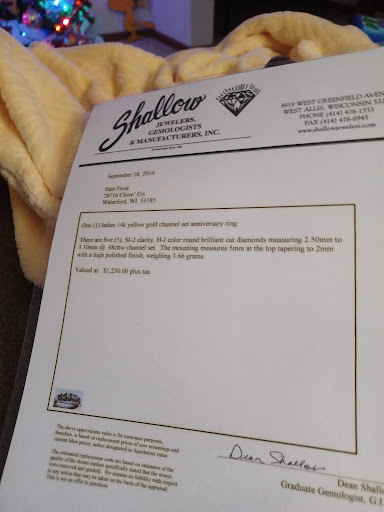 Shallow
JEWELERS,
GEMOLOGISTS
& MANUFACTURERS, INC.
8919 WEST GREENFIELD AVEN
WEST ALLIS, WISCONSIN 532
PHONE (414) 476-1553
FAX (414) 476-6945
www.shallowjewelers.com
September 18, 2014
Patti Frost
28716 Clover Crt
Waterford, WI 53185
One (1) ladies 14k yellow gold channel set anniversary ring
There are five (5), SI-2 clarity, H-I color round brilliant cut diamonds measuring 2.50mm to
3.10mm @ .48cttw channel set. The mounting measures 5mm at the top tapering to 2mm
with a high polished finish, weighing 3.66 grams.
Valued at: $1,250.00 plus tax
The above approximate value is for insurance purposes,
therefore, is based on replacement prices of new mountings and
current labor prices, unless designated as liquidation value.
The estimated replacement costs are based on estimates of the
quality of the stones (unless specifically stated that the stones
were removed and graded). We assume no liability with respect
to any action that may be taken on the basis of the appraisal.
This is not an offer to purchase.
Dean Shallow
Dean Shallo
Graduate Gemologist, G I